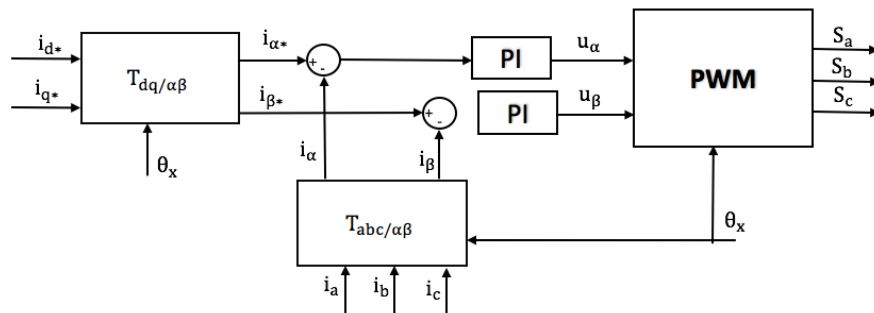 i_d*
i_q*
T_dq/αβ
θ_x
i_α*
i_β*
+ -
+ -
PI
PI
u_α
u_β
PWM
S_a
S_b
S_c
i_α
i_β
T_abc/αβ
θ_x
i_a
i_b
i_c